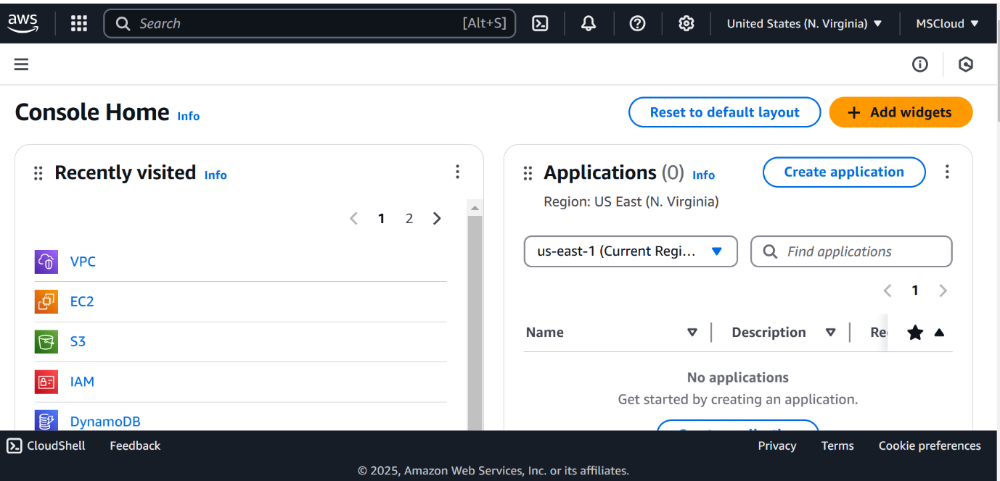 aws
Search [Alt+S]
United States (N. Virginia)
MSCloud
Console Home Info
Reset to default layout
Add widgets
Recently visited Info
1 2
VPC
EC2
S3
IAM
DynamoDB
Applications (0) Info
Create application
Region: US East (N. Virginia)
us-east-1 (Current Regi...
Find applications
1
Name Description Re
No applications
Get started by creating an application.
CloudShell Feedback Privacy Terms Cookie preferences
© 2025, Amazon Web Services, Inc. or its affiliates.